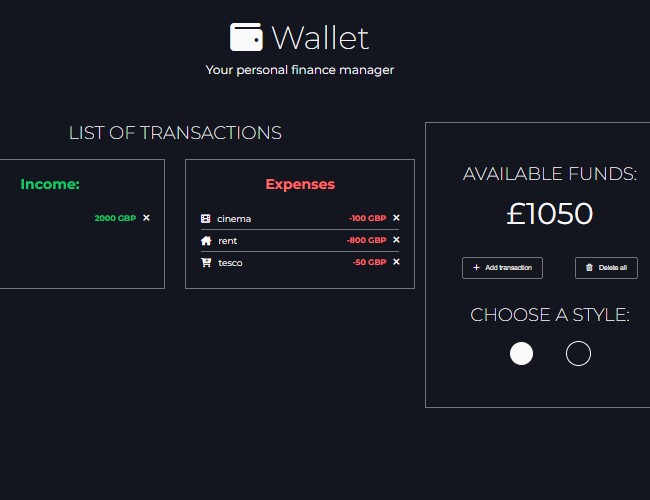 Wallet
Your personal finance manager
LIST OF TRANSACTIONS
Income:
2000 GBP ×
Expenses
cinema -100 GBP ×
rent -800 GBP ×
tesco -50 GBP ×
AVAILABLE FUNDS:
£1050
+ Add transaction
Delete all
CHOOSE A STYLE: